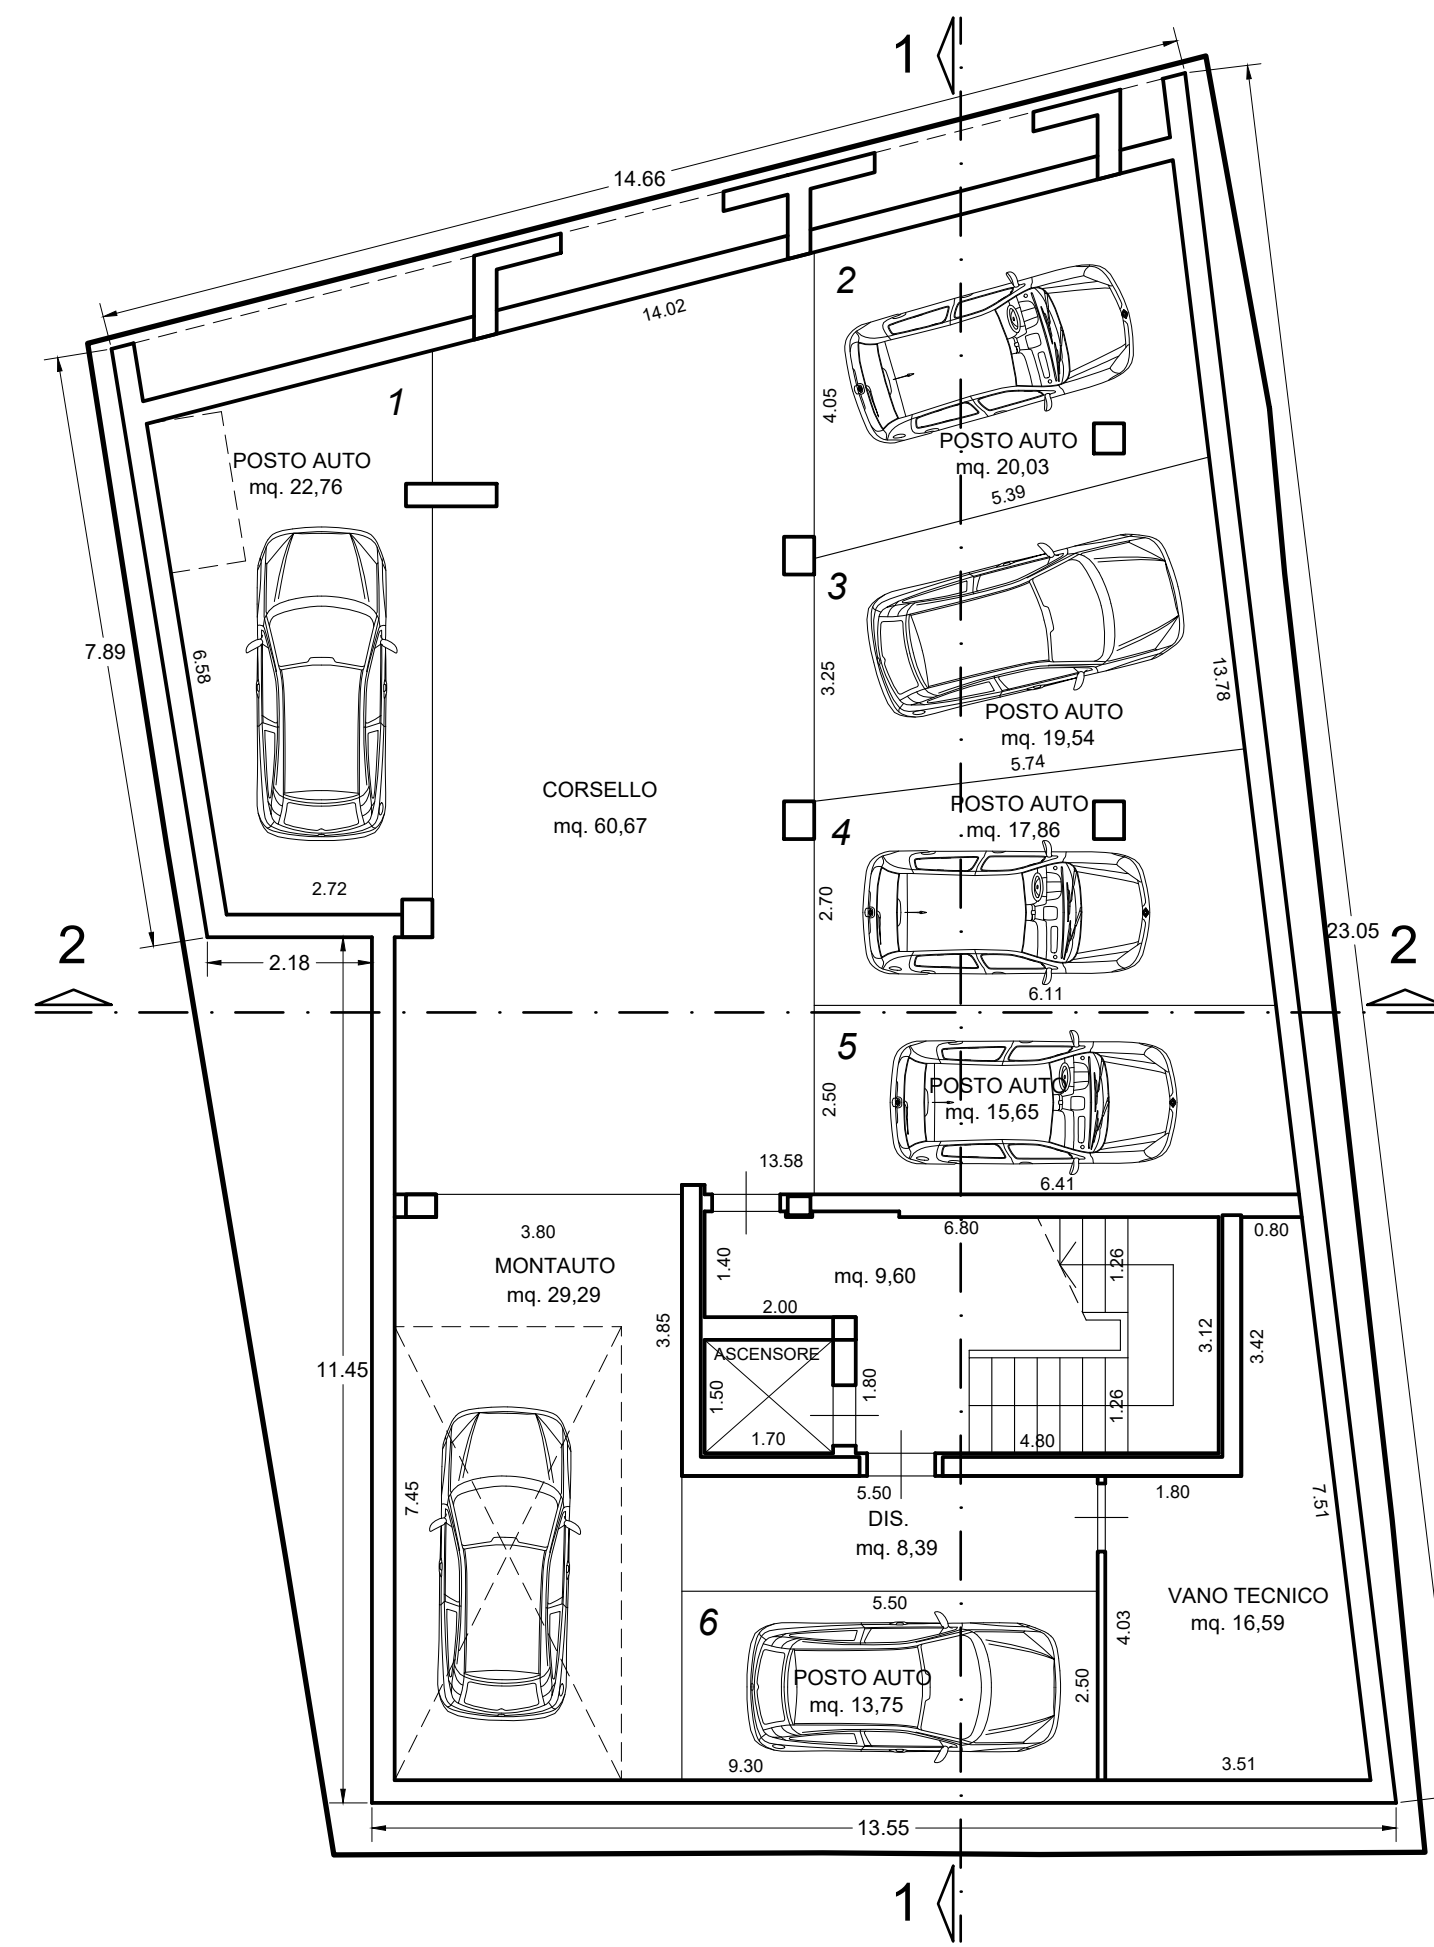 1
14.66
14.02
2
4.05
POSTO AUTO
mq. 20,03
5.39
1
POSTO AUTO
mq. 22,76
3
3.25
POSTO AUTO
mq. 19,54
5.74
13.78
7.89
6.58
CORSELLO
mq. 60,67
POSTO AUTO
mq. 17,86
4
2.70
6.11
2.72
2
2.18
23.05
2
5
POSTO AUTO
mq. 15,65
2.50
13.58
6.41
3.80
MONTAUTO
mq. 29,29
1.40
mq. 9,60
6.80
1.26
0.80
2.00
3.85
ASCENSORE
1.50
1.70
1.80
3.12
3.42
1.26
4.80
11.45
7.45
5.50
DIS.
mq. 8,39
1.80
7.51
5.50
6
POSTO AUTO
mq. 13,75
2.50
4.03
VANO TECNICO
mq. 16,59
9.30
3.51
13.55
1